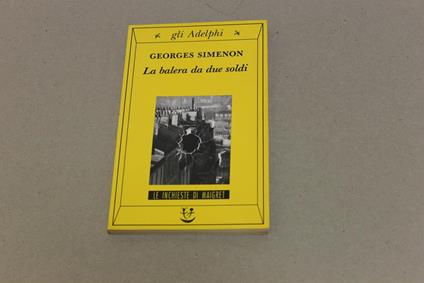 gli Adelphi
GEORGES SIMENON
La balera da due soldi
LE INCHIESTE DI MAIGRET